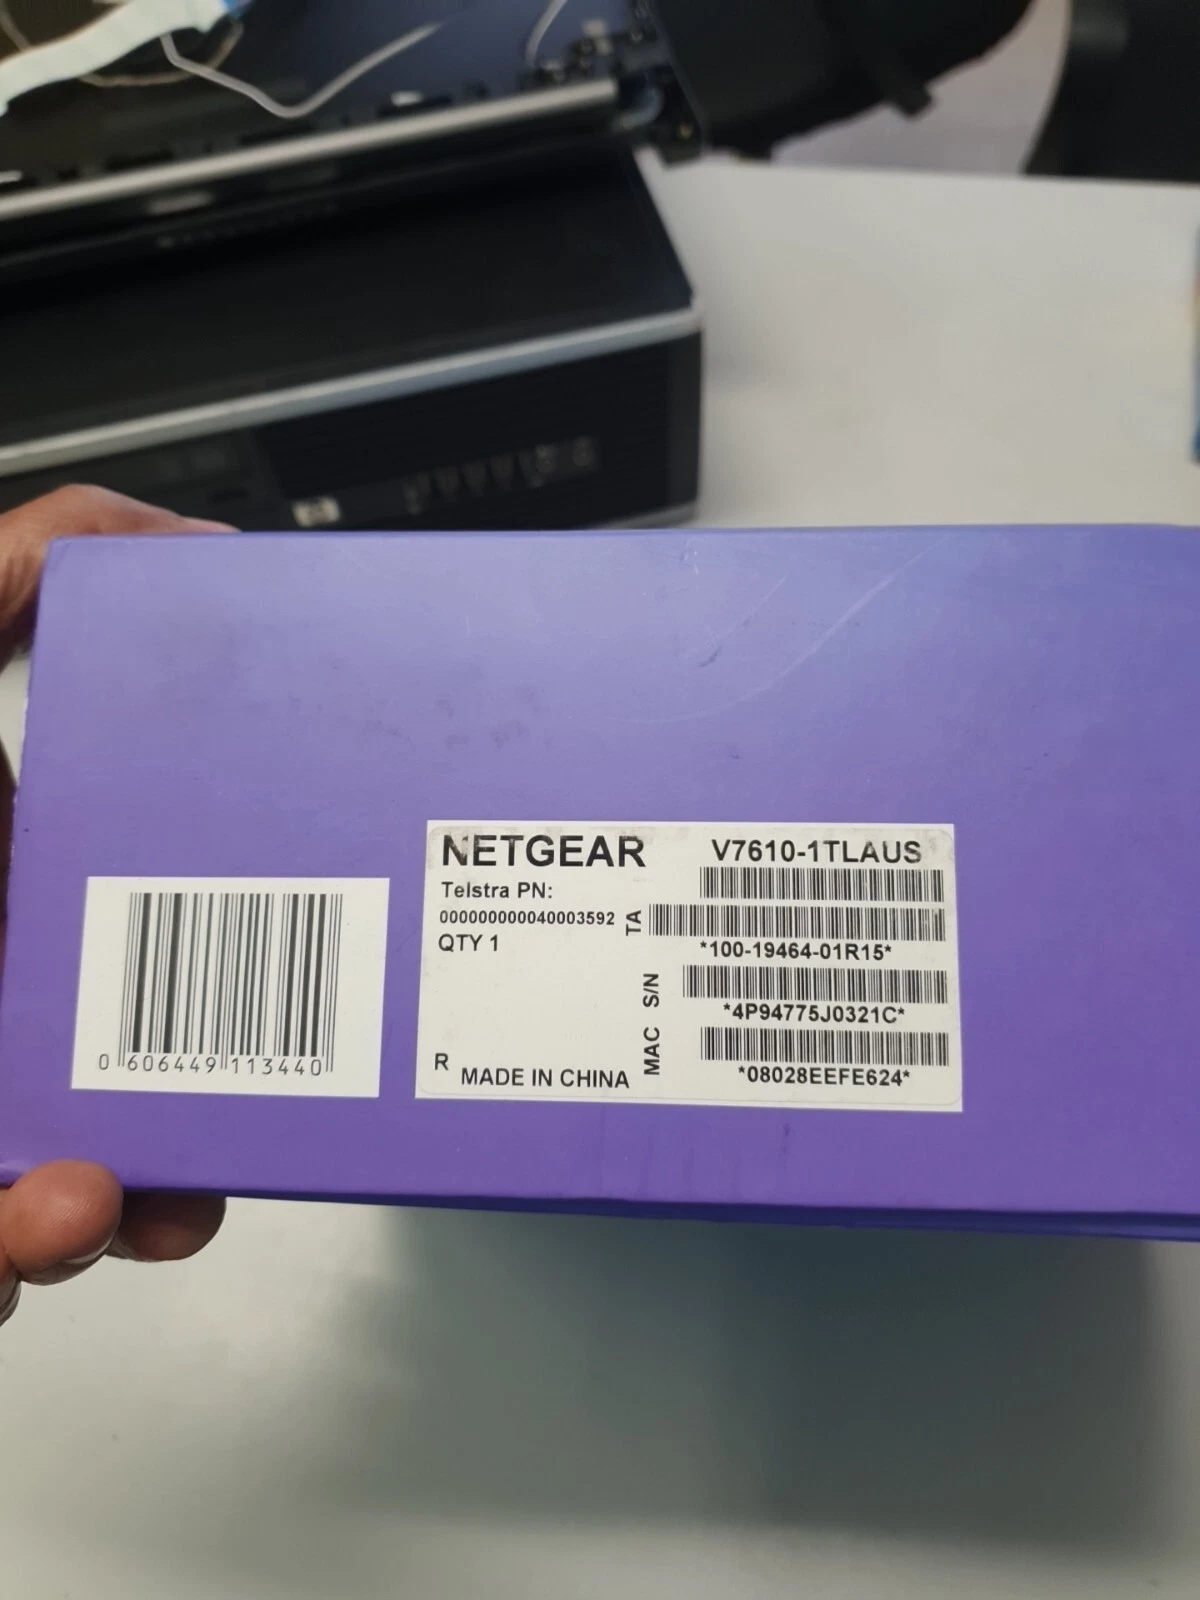 hp
NETGEAR
V7610-1TLAUS
Telstra PN:
000000000040003592
TA
QTY 1
*100-19464-01R15*
S/N
*4P94775J0321C*
MAC
*08028EEFE624*
R
MADE IN CHINA
0 606449 113440